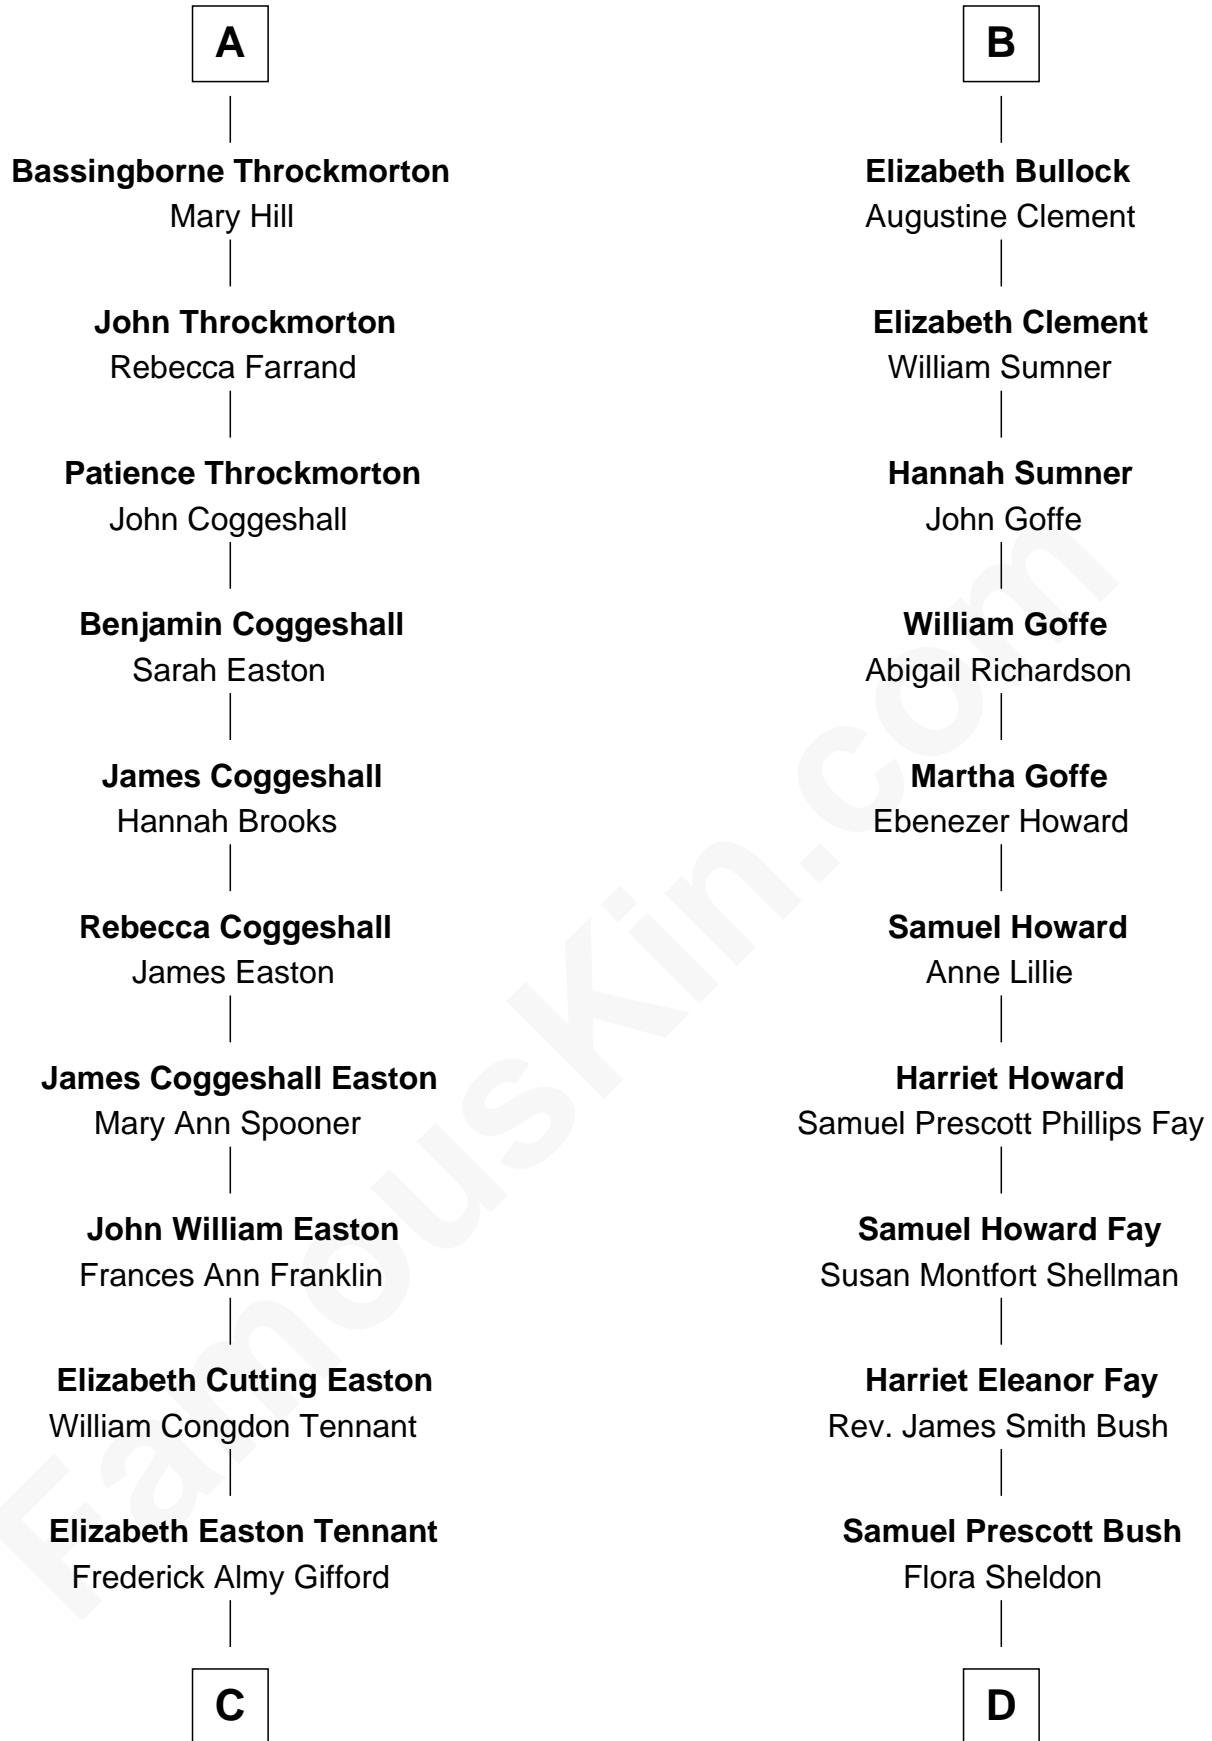 A
Bassingborne Throckmorton
Mary Hill
John Throckmorton
Rebecca Farrand
Patience Throckmorton
John Coggeshall
Benjamin Coggeshall
Sarah Easton
James Coggeshall
Hannah Brooks
Rebecca Coggeshall
James Easton
James Coggeshall Easton
Mary Ann Spooner
John William Easton
Frances Ann Franklin
Elizabeth Cutting Easton
William Congdon Tennant
Elizabeth Easton Tennant
Frederick Almy Gifford
C
B
Elizabeth Bullock
Augustine Clement
Elizabeth Clement
William Sumner
Hannah Sumner
John Goffe
William Goffe
Abigail Richardson
Martha Goffe
Ebenezer Howard
Samuel Howard
Anne Lillie
Harriet Howard
Samuel Prescott Phillips Fay
Samuel Howard Fay
Susan Montfort Shellman
Harriet Eleanor Fay
Rev. James Smith Bush
Samuel Prescott Bush
Flora Sheldon
D
FamousKin.com